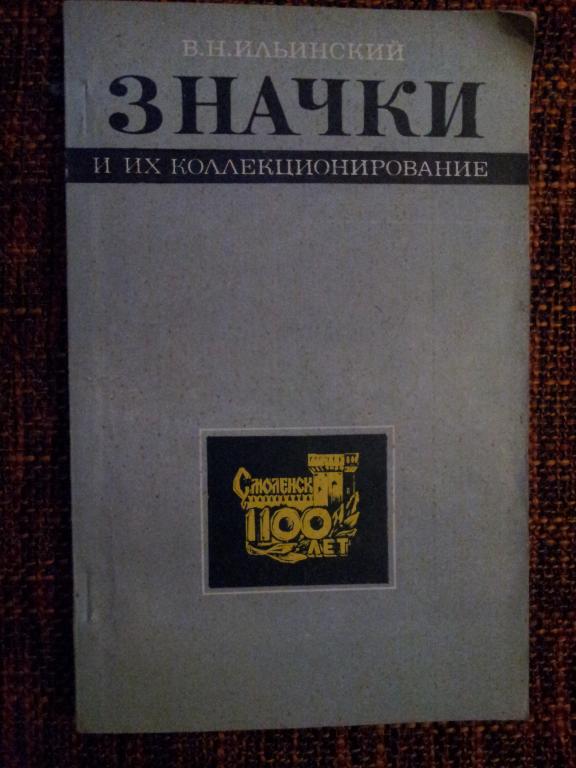 В.Н.ИЛЬИНСКИЙ
ЗНАЧКИ
И ИХ КОЛЛЕКЦИОНИРОВАНИЕ
СМОЛЕНСК
1100
ЛЕТ